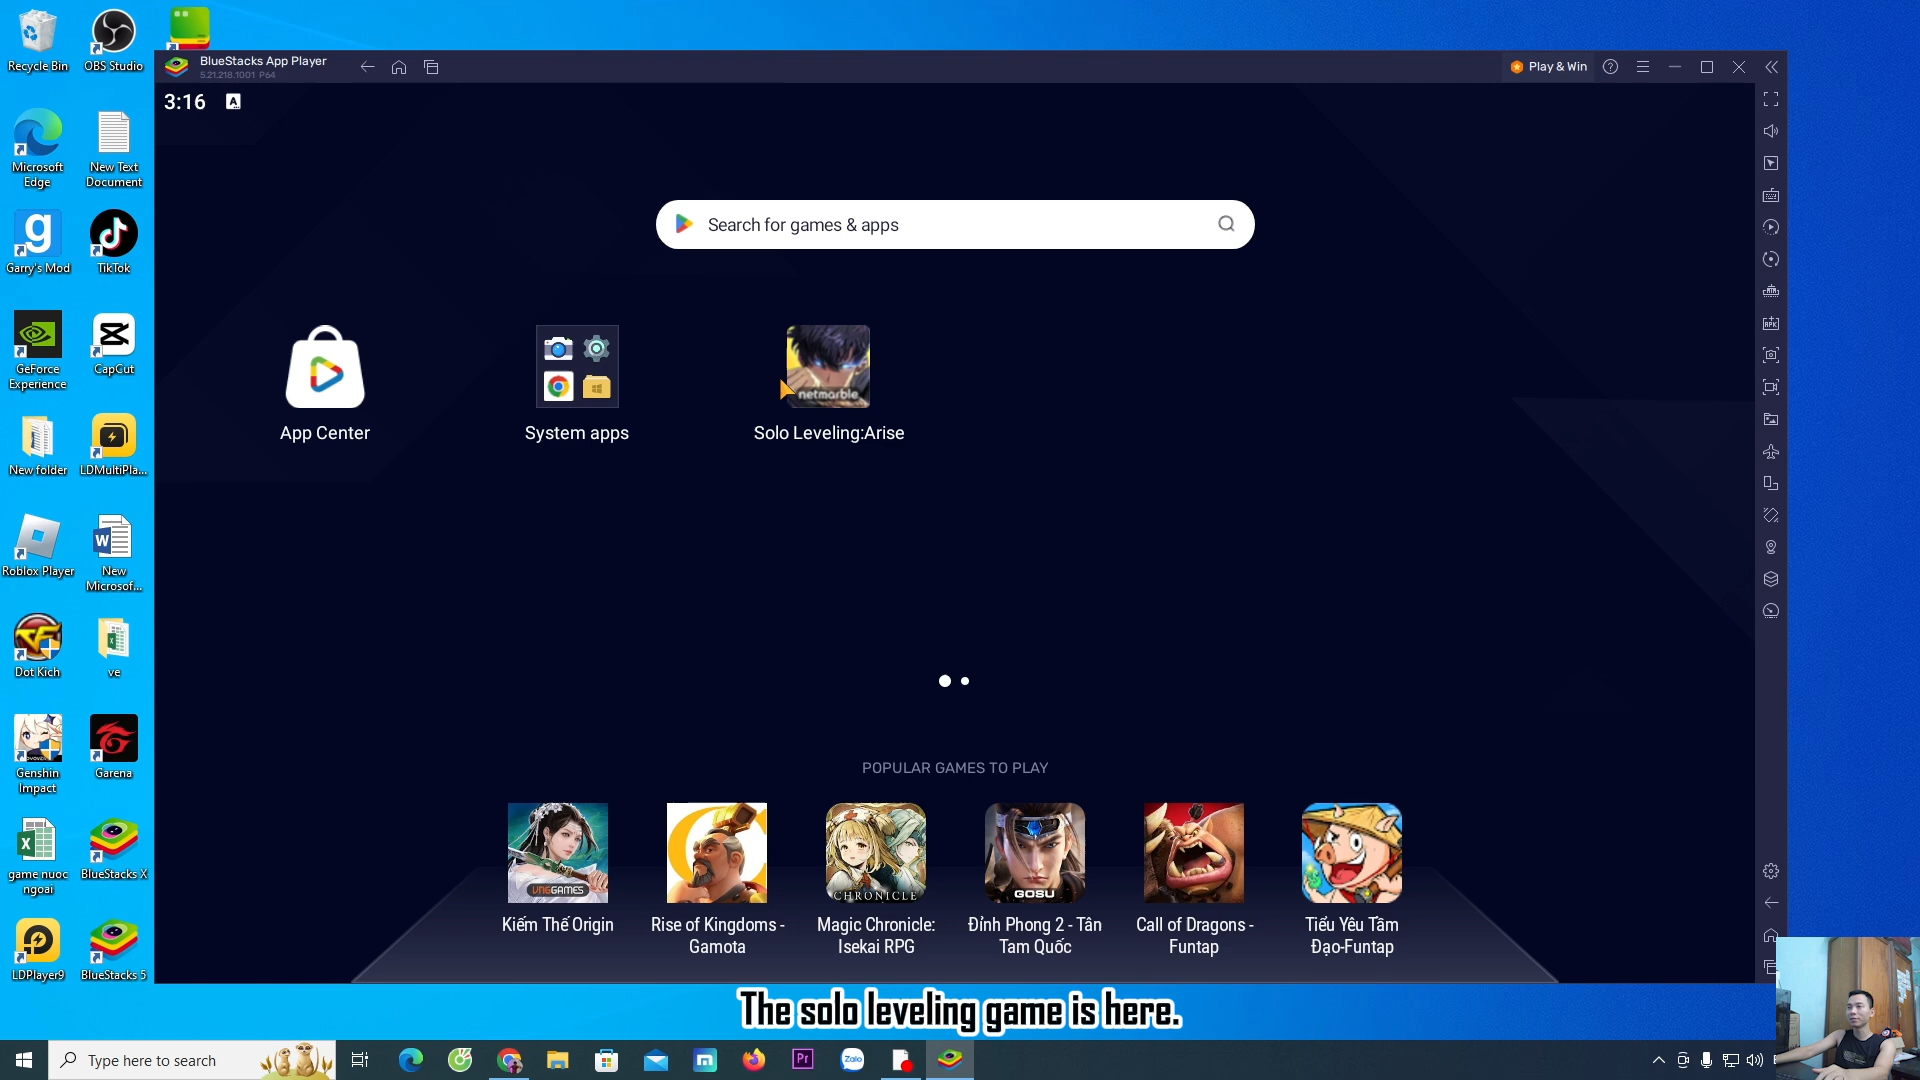 Recycle Bin
OBS Studio
BlueStacks App Player
5.21.218.1001 P64
Play & Win
3:16
A
Microsoft
Edge
New Text
Document
Search for games & apps
g
Garry's Mod
TikTok
GeForce
Experience
CapCut
netmarble
App Center
System apps
Solo Leveling:Arise
APK
New folder
LDMultiPla...
W
Roblox Player
New
Microsof...
Dot Kich
ve
POPULAR GAMES TO PLAY
Genshin
Impact
Garena
VNGGAMES
CHRONICLE
GOSU
game nuoc
ngoai
BlueStacks X
Kiếm Thế Origin
Rise of Kingdoms -
Gamota
Magic Chronicle:
Isekai RPG
Đỉnh Phong 2 - Tân
Tam Quốc
Call of Dragons -
Funtap
Tiểu Yêu Tầm
Đạo-Funtap
LDPlayer9
BlueStacks 5
The solo leveling game is here.
Type here to search
m
Pr
Zalo